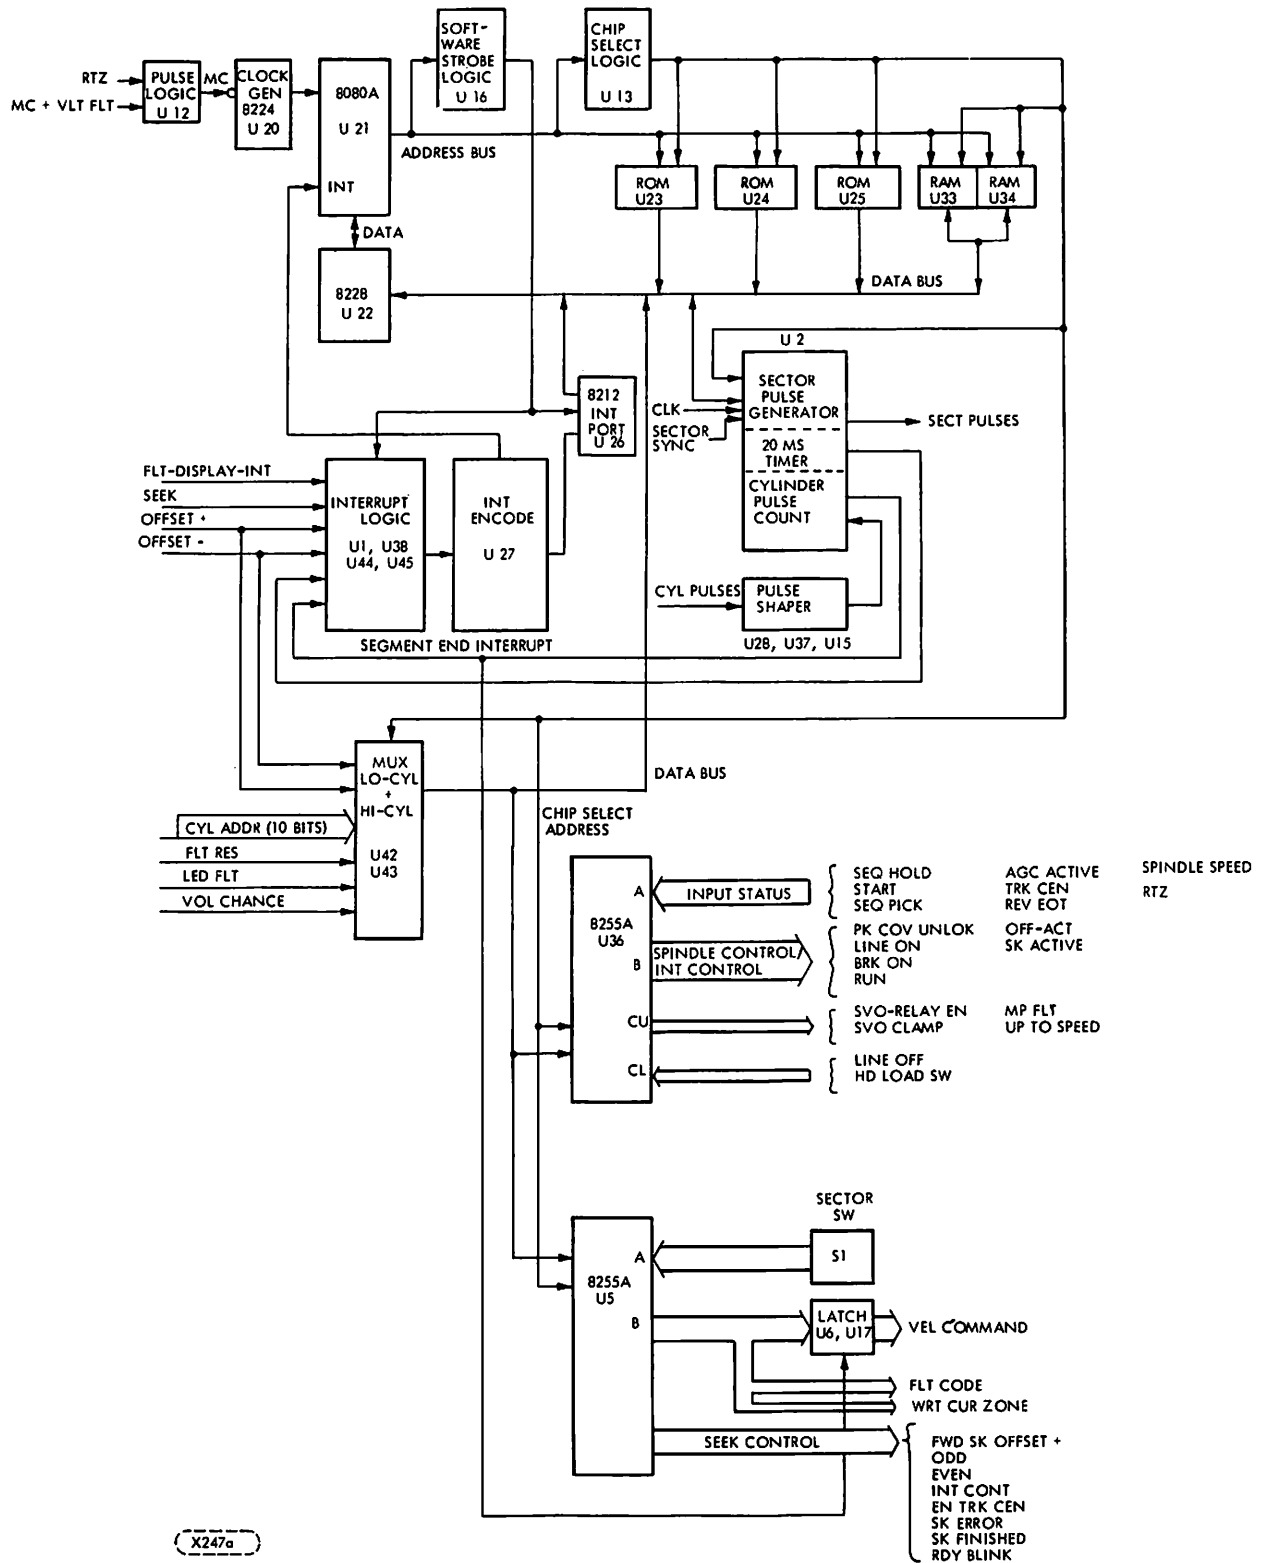 RTZ
MC + VLT FLT
PULSE
LOGIC
U 12
MC
CLOCK
GEN
8224
U 20
8080A
U 21
INT
SOFT-
WARE
STROBE
LOGIC
U 16
CHIP
SELECT
LOGIC
U 13
ADDRESS BUS
ROM
U23
ROM
U24
ROM
U25
RAM
U33
RAM
U34
DATA
8228
U 22
DATA BUS
8212
INT
PORT
U 26
U 2
SECTOR
PULSE
GENERATOR
20 MS
TIMER
CYLINDER
PULSE
COUNT
CLK
SECTOR
SYNC
SECT PULSES
FLT-DISPLAY-INT
SEEK
OFFSET +
OFFSET -
INTERRUPT
LOGIC
U1, U38
U44, U45
INT
ENCODE
U 27
CYL PULSES
PULSE
SHAPER
U28, U37, U15
SEGMENT END INTERRUPT
MUX
LO-CYL
+
HI-CYL
U42
U43
DATA BUS
CYL ADDR (10 BITS)
FLT RES
LED FLT
VOL CHANCE
CHIP SELECT
ADDRESS
8255A
U36
A
B
CU
CL
INPUT STATUS
SPINDLE CONTROL/
INT CONTROL
SEQ HOLD AGC ACTIVE SPINDLE SPEED
START TRK CEN RTZ
SEQ PICK REV EOT
PK COV UNLOK OFF-ACT
LINE ON SK ACTIVE
BRK ON
RUN
SVO-RELAY EN MP FLT
SVO CLAMP UP TO SPEED
LINE OFF
HD LOAD SW
SECTOR
SW
S1
8255A
U5
A
B
LATCH
U6, U17
VEL COMMAND
FLT CODE
WRT CUR ZONE
SEEK CONTROL
FWD SK OFFSET +
ODD
EVEN
INT CONT
EN TRK CEN
SK ERROR
SK FINISHED
RDY BLINK
X247a